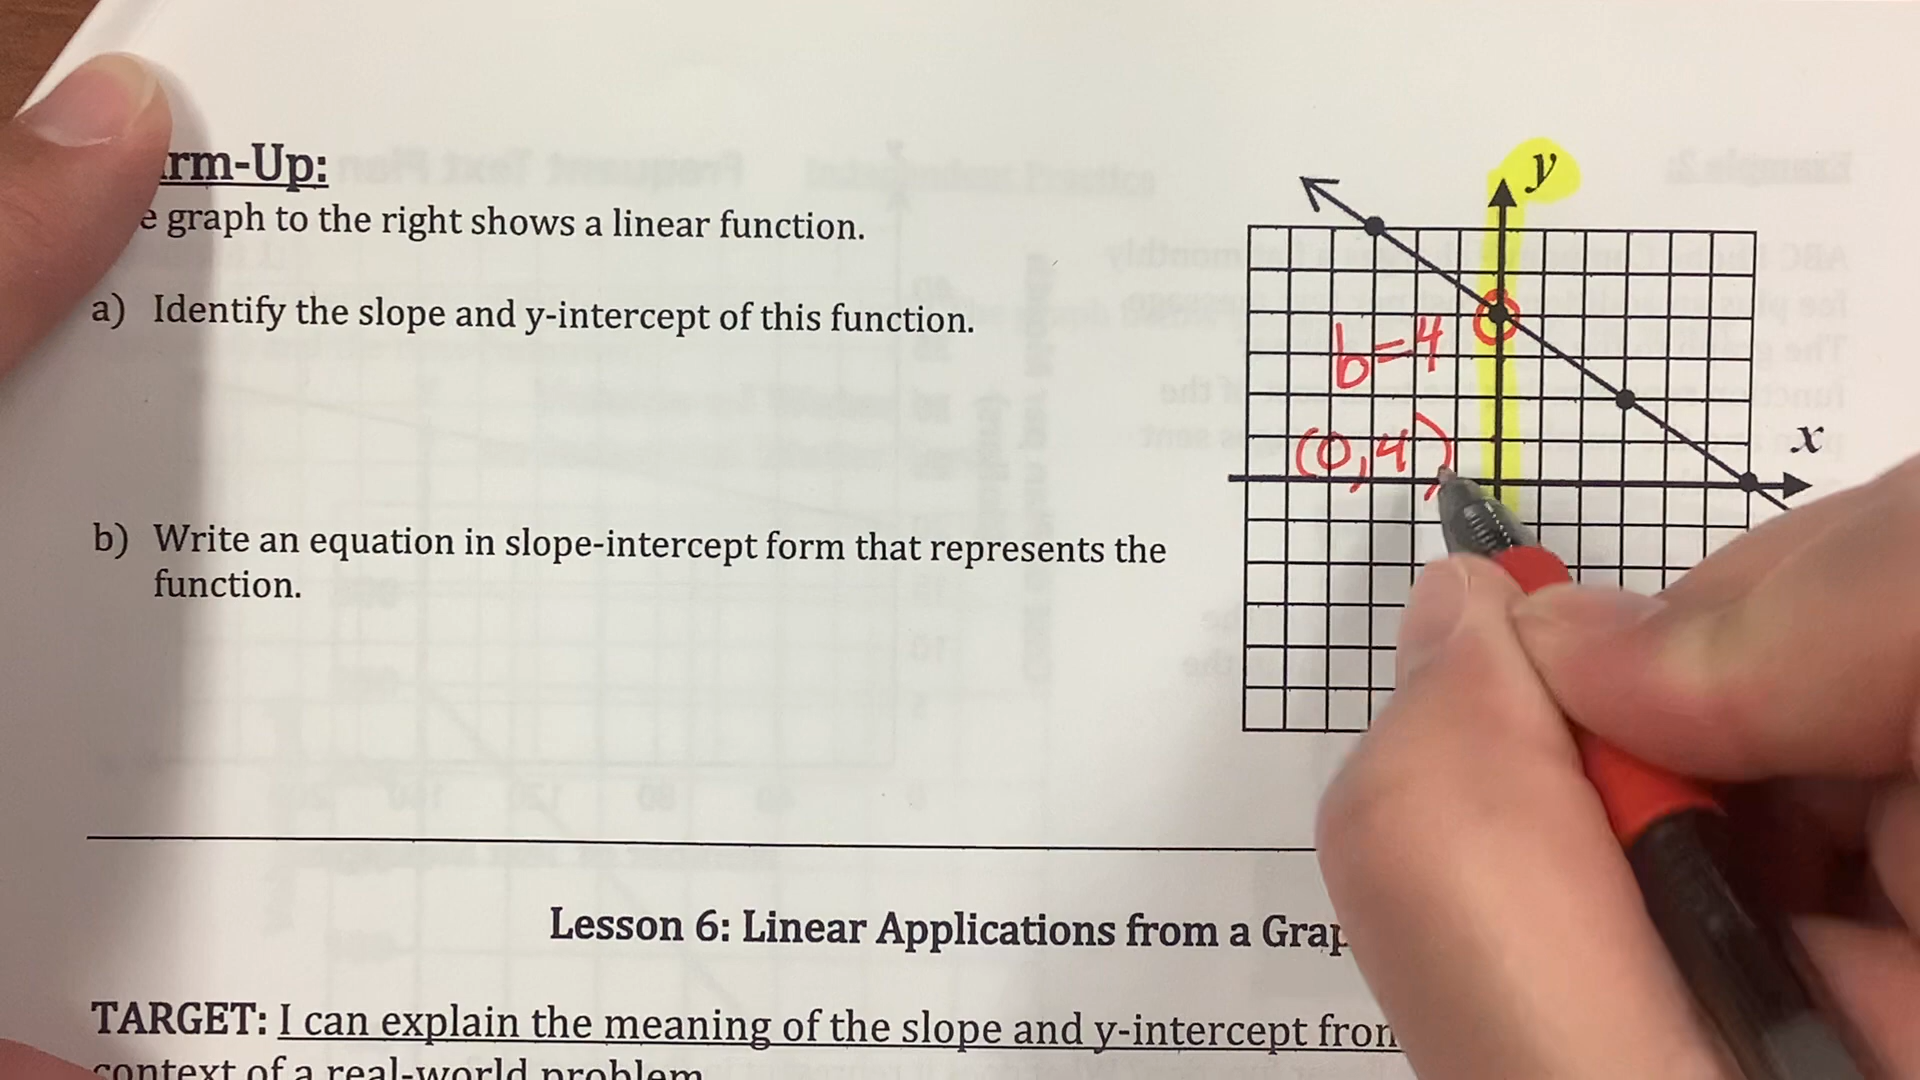 rm-Up:
e graph to the right shows a linear function.
a) Identify the slope and y-intercept of this function.
b) Write an equation in slope-intercept form that represents the
function.
y
b=4
x
(0,4)
Lesson 6: Linear Applications from a Grap
TARGET: I can explain the meaning of the slope and y-intercept from
context of a real-world problem